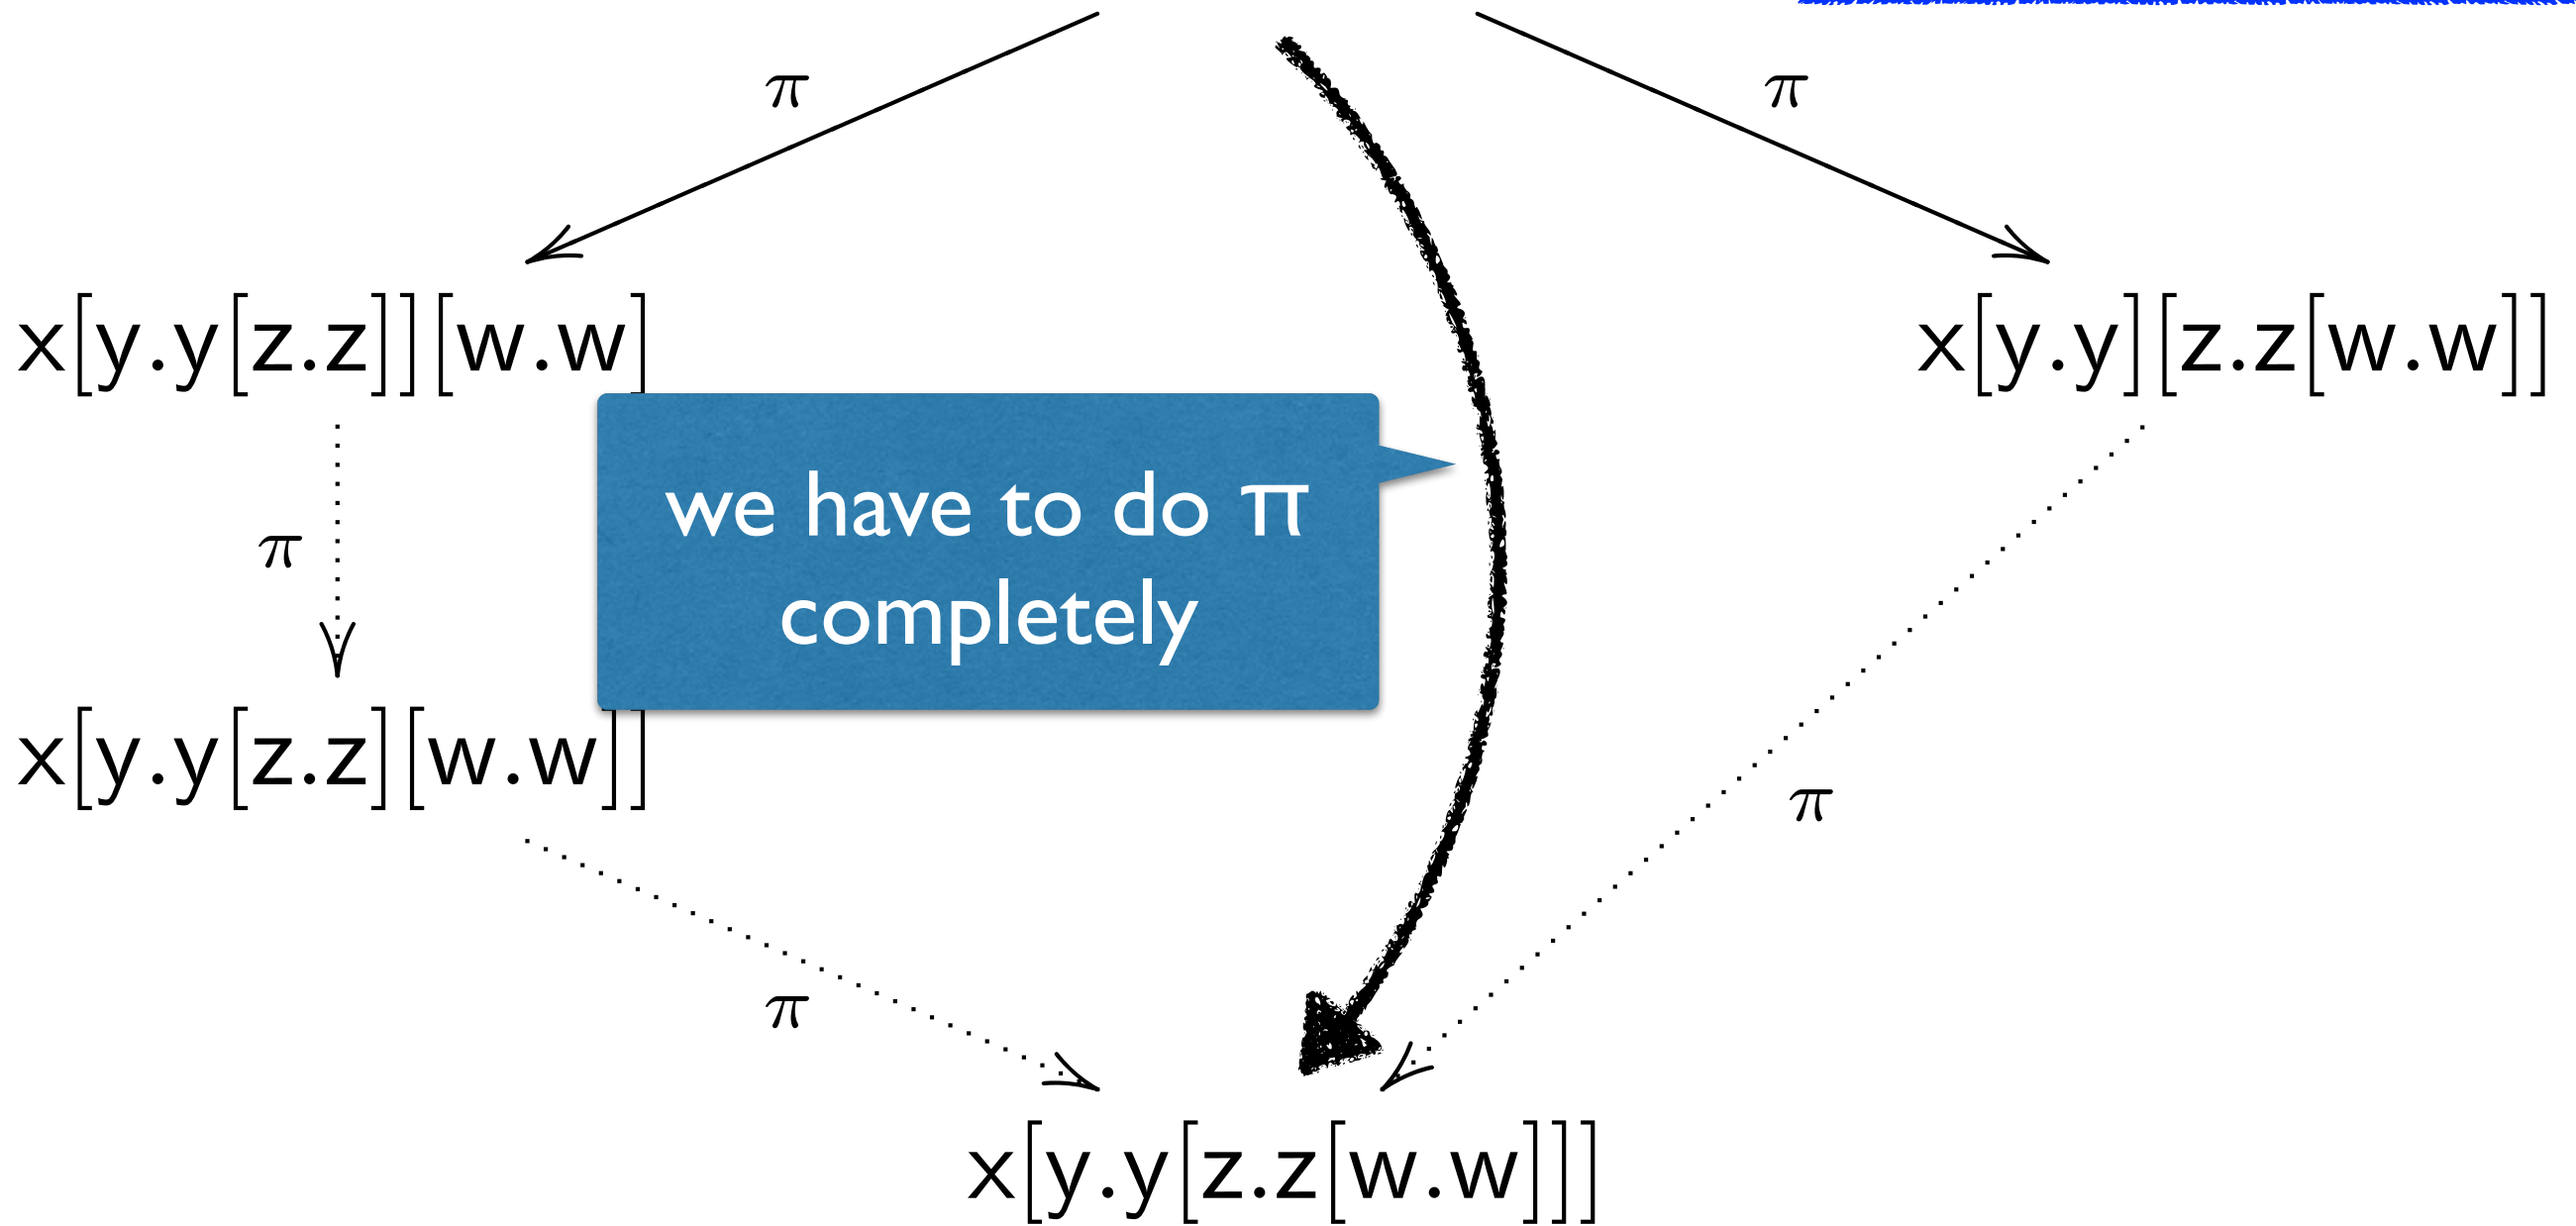 π
π
x[y.y[z.z]][w.w]
x[y.y][z.z[w.w]]
we have to do π
completely
π
x[y.y[z.z][w.w]]
π
π
x[y.y[z.z[w.w]]]